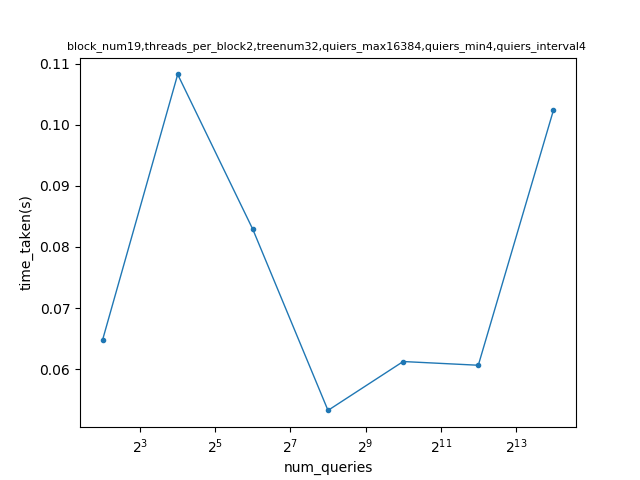 block_num19,threads_per_block2,treenum32,quiers_max16384,quiers_min4,quiers_interval4
0.11
0.10
0.09
0.08
0.07
0.06
time_taken(s)
2^3 2^5 2^7 2^9 2^11 2^13
num_queries